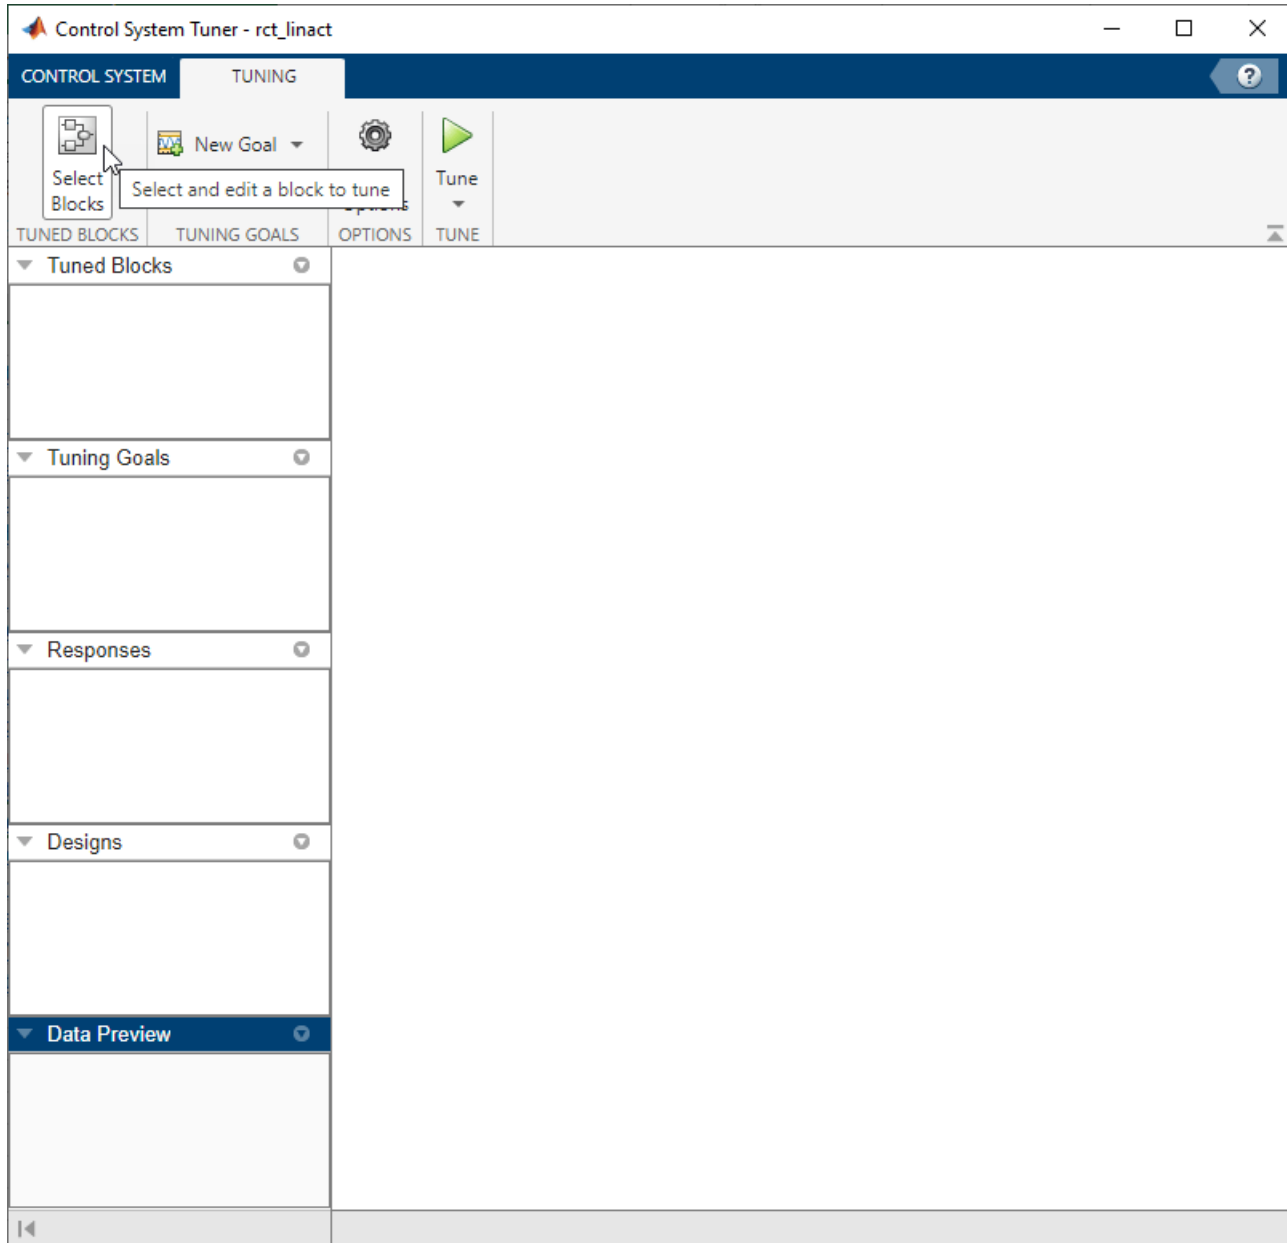 Control System Tuner - rct_linact
CONTROL SYSTEM
TUNING
?
New Goal
Select
Blocks
Select and edit a block to tune
Tune
TUNED BLOCKS
TUNING GOALS
OPTIONS
TUNE
Tuned Blocks
Tuning Goals
Responses
Designs
Data Preview